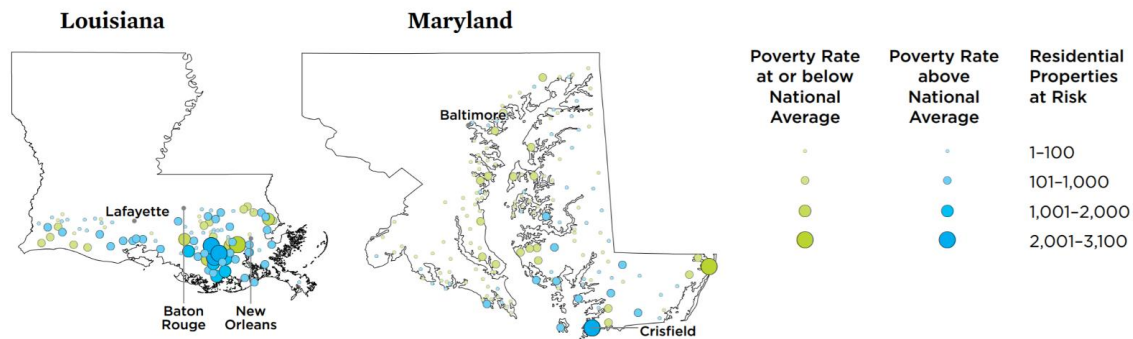 Louisiana
Lafayette
Baton
Rouge
New
Orleans
Maryland
Baltimore
Crisfield
Poverty Rate
at or below
National
Average
Poverty Rate
above
National
Average
Residential
Properties
at Risk
1–100
101–1,000
1,001–2,000
2,001–3,100